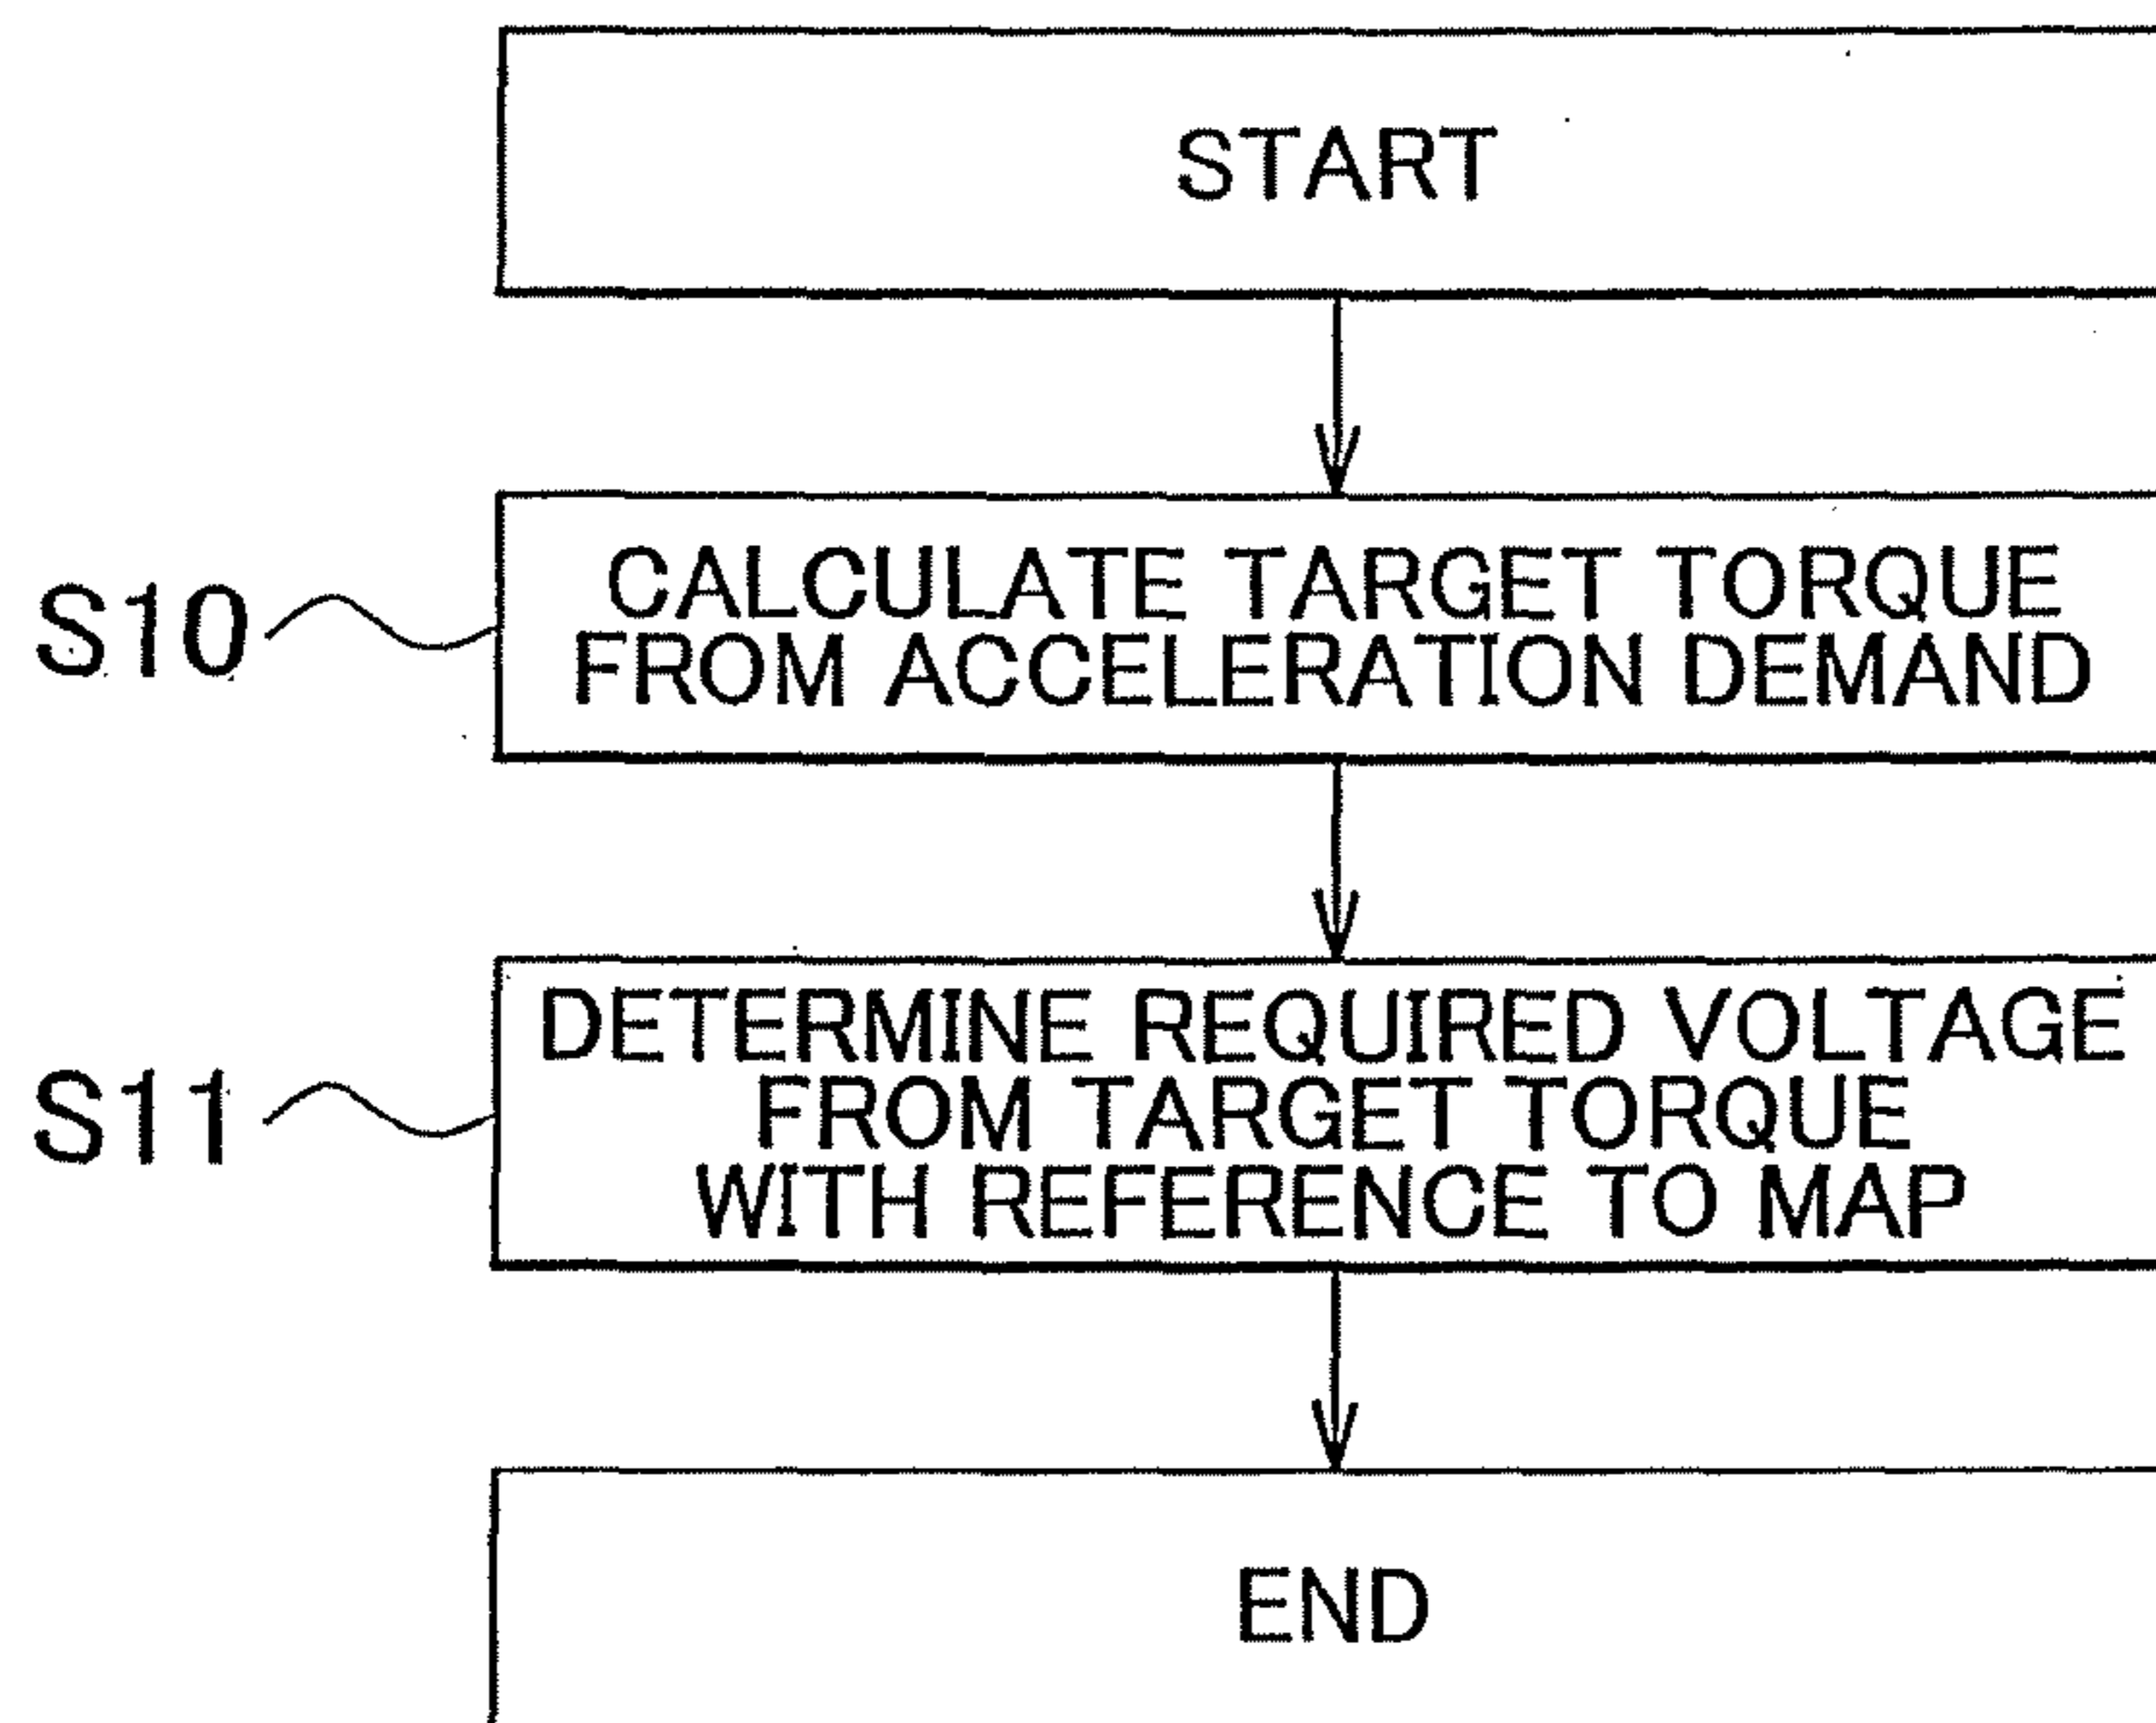 START
S10
CALCULATE TARGET TORQUE
FROM ACCELERATION DEMAND
S11
DETERMINE REQUIRED VOLTAGE
FROM TARGET TORQUE
WITH REFERENCE TO MAP
END